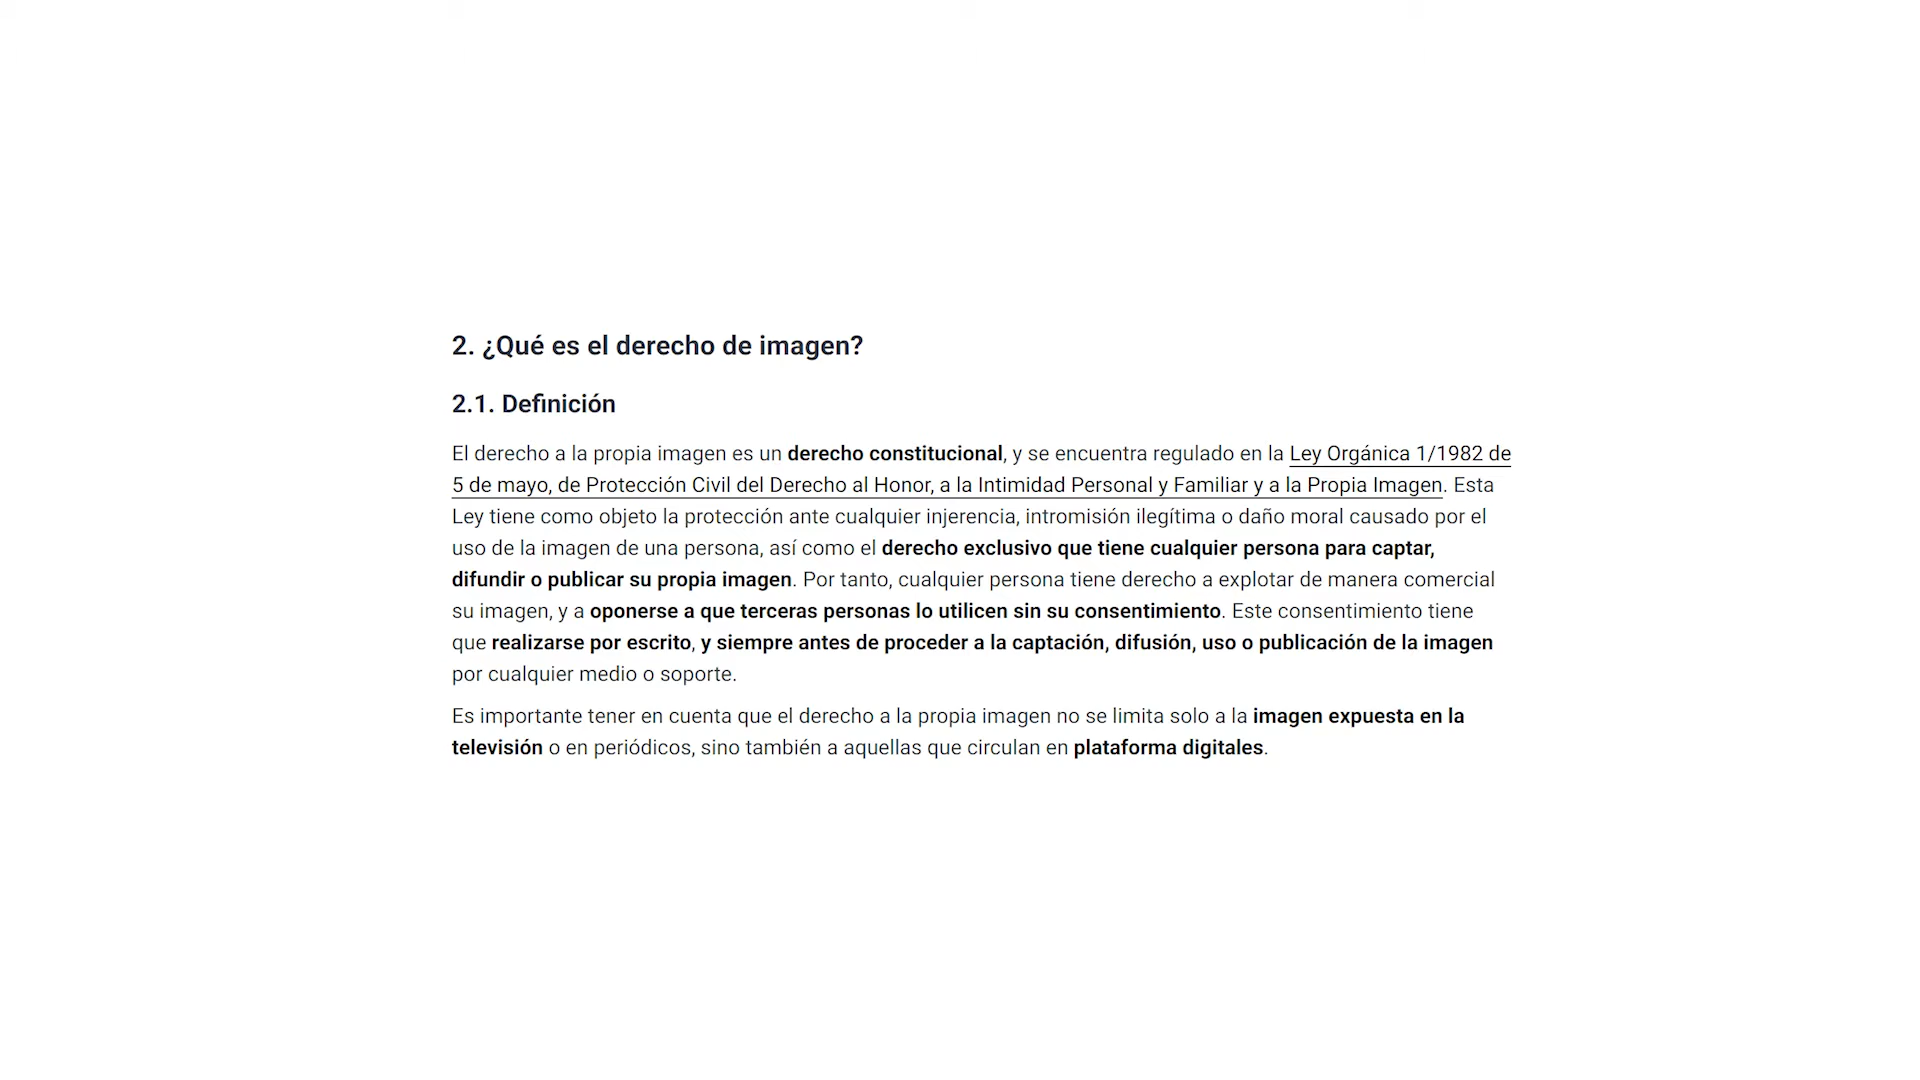 2. ¿Qué es el derecho de imagen?
2.1. Definición
El derecho a la propia imagen es un derecho constitucional, y se encuentra regulado en la Ley Orgánica 1/1982 de
5 de mayo, de Protección Civil del Derecho al Honor, a la Intimidad Personal y Familiar y a la Propia Imagen. Esta
Ley tiene como objeto la protección ante cualquier injerencia, intromisión ilegítima o daño moral causado por el
uso de la imagen de una persona, así como el derecho exclusivo que tiene cualquier persona para captar,
difundir o publicar su propia imagen. Por tanto, cualquier persona tiene derecho a explotar de manera comercial
su imagen, y a oponerse a que terceras personas lo utilicen sin su consentimiento. Este consentimiento tiene
que realizarse por escrito, y siempre antes de proceder a la captación, difusión, uso o publicación de la imagen
por cualquier medio o soporte.
Es importante tener en cuenta que el derecho a la propia imagen no se limita solo a la imagen expuesta en la
televisión o en periódicos, sino también a aquellas que circulan en plataforma digitales.